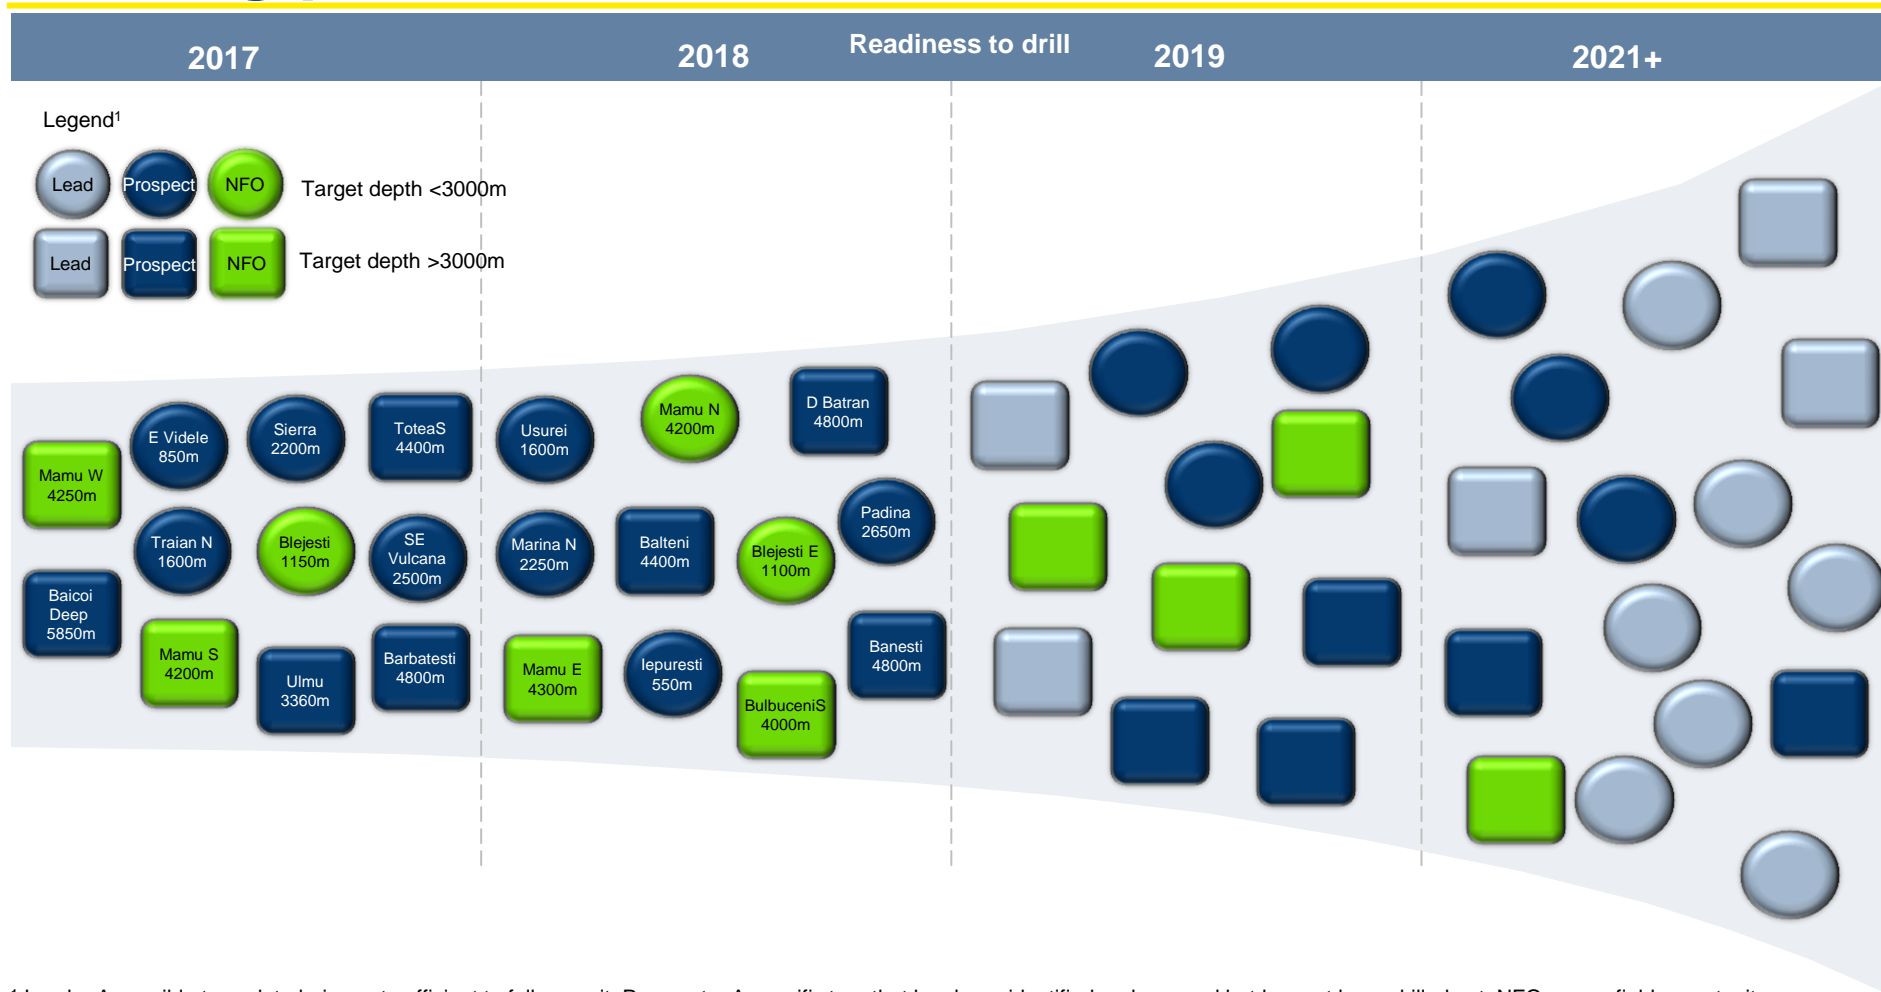 Readiness to drill
2017
2018
2019
2021+
Legend¹
Lead
Prospect
NFO
Target depth <3000m
Lead
Prospect
NFO
Target depth >3000m
Mamu W
4250m
E Videle
850m
Sierra
2200m
ToteaS
4400m
Traian N
1600m
Blejesti
1150m
SE
Vulcana
2500m
Baicoi
Deep
5850m
Mamu S
4200m
Ulmu
3360m
Barbatesti
4800m
Usurei
1600m
Mamu N
4200m
D Batran
4800m
Marina N
2250m
Balteni
4400m
Blejesti E
1100m
Padina
2650m
Mamu E
4300m
Iepuresti
550m
BulbuceniS
4000m
Banesti
4800m